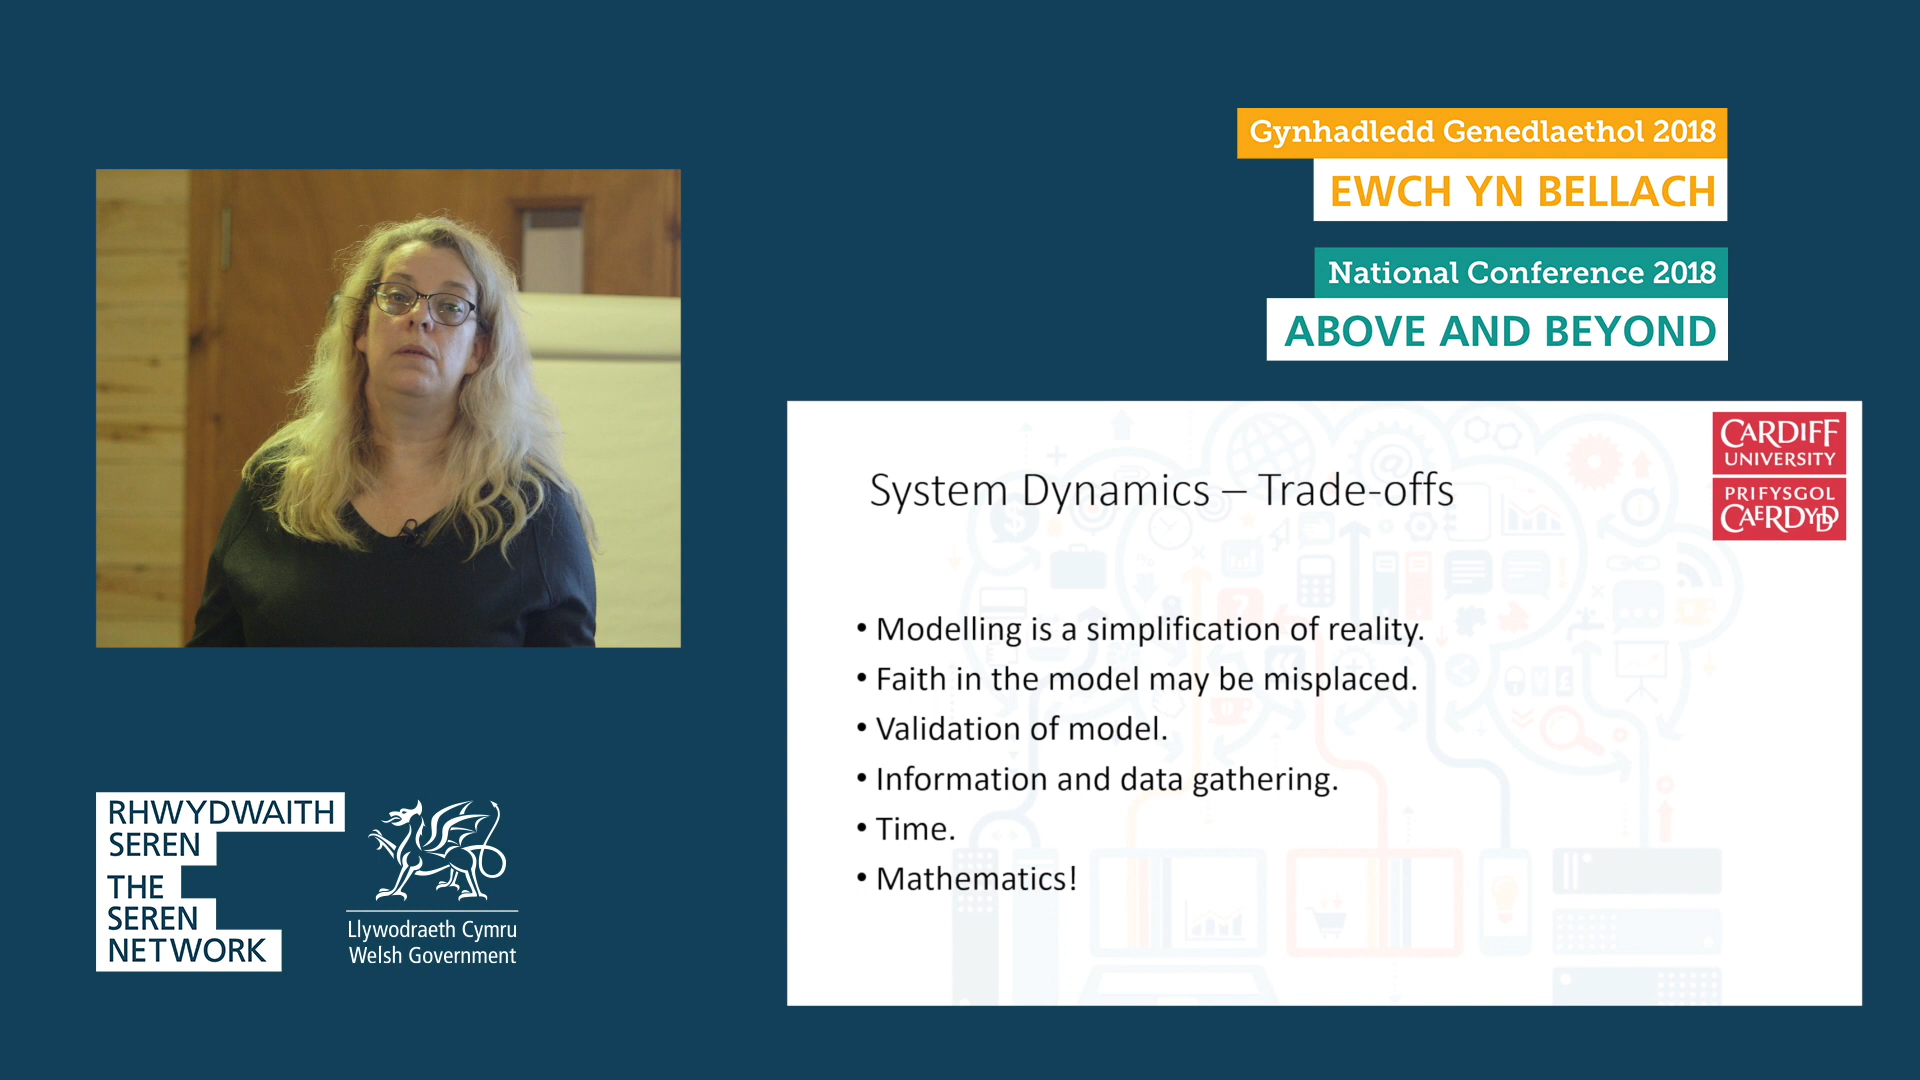 Gynhadledd Genedlaethol 2018
EWCH YN BELLACH
National Conference 2018
ABOVE AND BEYOND
CARDIFF
UNIVERSITY
PRIFYSGOL
CAERDYDD
System Dynamics – Trade-offs
• Modelling is a simplification of reality.
• Faith in the model may be misplaced.
• Validation of model.
• Information and data gathering.
• Time.
• Mathematics!
RHWYDWAITH
SEREN
THE
SEREN
NETWORK
Llywodraeth Cymru
Welsh Government